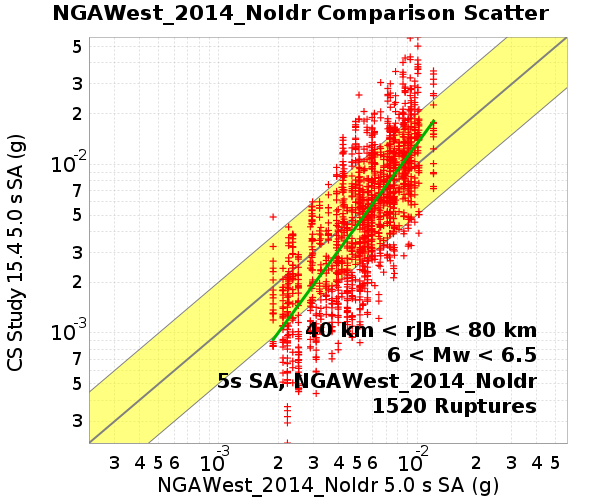 NGAWest_2014_NoIdr Comparison Scatter
CS Study 15.4 5.0 s SA (g)
5
3
2
10-2
7
5
3
2
10-3
7
5
3
40 km < rJB < 80 km
6 < Mw < 6.5
5s SA, NGAWest_2014_NoIdr
1520 Ruptures
3 4 5 6 10-3 2 3 4 5 6 10-2 2 3 4 5
NGAWest_2014_NoIdr 5.0 s SA (g)